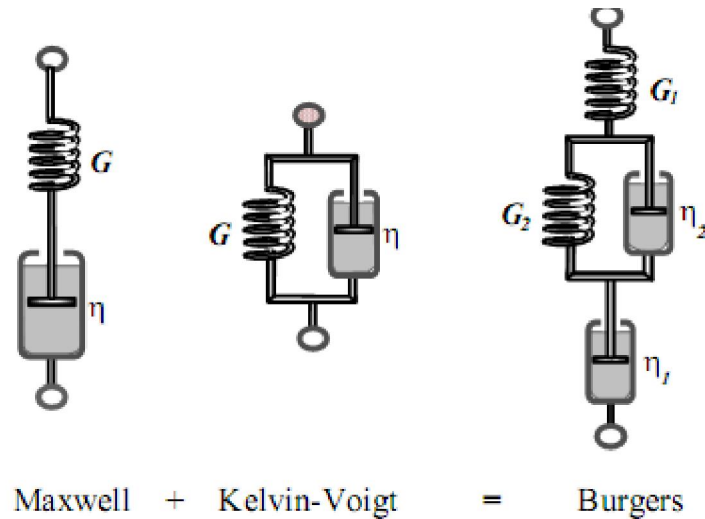 G₁
G
G₂
η₂
G
η
η
η₁
Maxwell + Kelvin-Voigt = Burgers